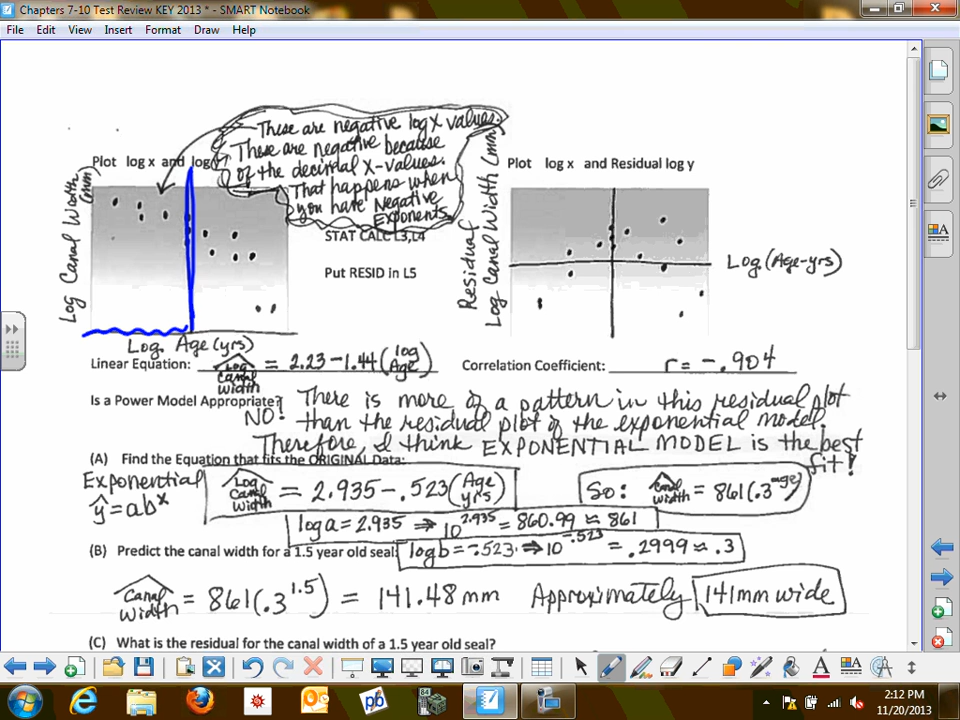 Chapters 7-10 Test Review KEY 2013 * - SMART Notebook
File Edit View Insert Format Draw Help
These are negative log X values.
These are negative because
of the decimal X-values.
That happens when
you have Negative
Exponents.
Plot log x and log y
Plot log x and Residual log y
Log Canal Width (mm)
STAT CALC L3,L4
Put RESID in L5
Residual
Log Canal Width (mm)
Log (Age-yrs)
Log Age (yrs)
Linear Equation: Log Canal Width = 2.23 - 1.44 (log Age)
Correlation Coefficient: r = -.904
Is a Power Model Appropriate? There is more of a pattern in this residual plot
NO! than the residual plot of the exponential model.
Therefore, I think EXPONENTIAL MODEL is the best
fit!
(A) Find the Equation that fits the ORIGINAL Data:
Exponential
ŷ = ab^x
Log Canal Width = 2.935 - .523 (Age yrs)
So: Canal Width = 861(.3^age)
log a = 2.935 ⇒ 10^2.935 = 860.99 ≈ 861
(B) Predict the canal width for a 1.5 year old seal:
log b = -.523 ⇒ 10^-.523 = .2999 ≈ .3
Canal Width = 861(.3^1.5) = 141.48 mm Approximately 141 mm wide
(C) What is the residual for the canal width of a 1.5 year old seal?
2:12 PM
11/20/2013